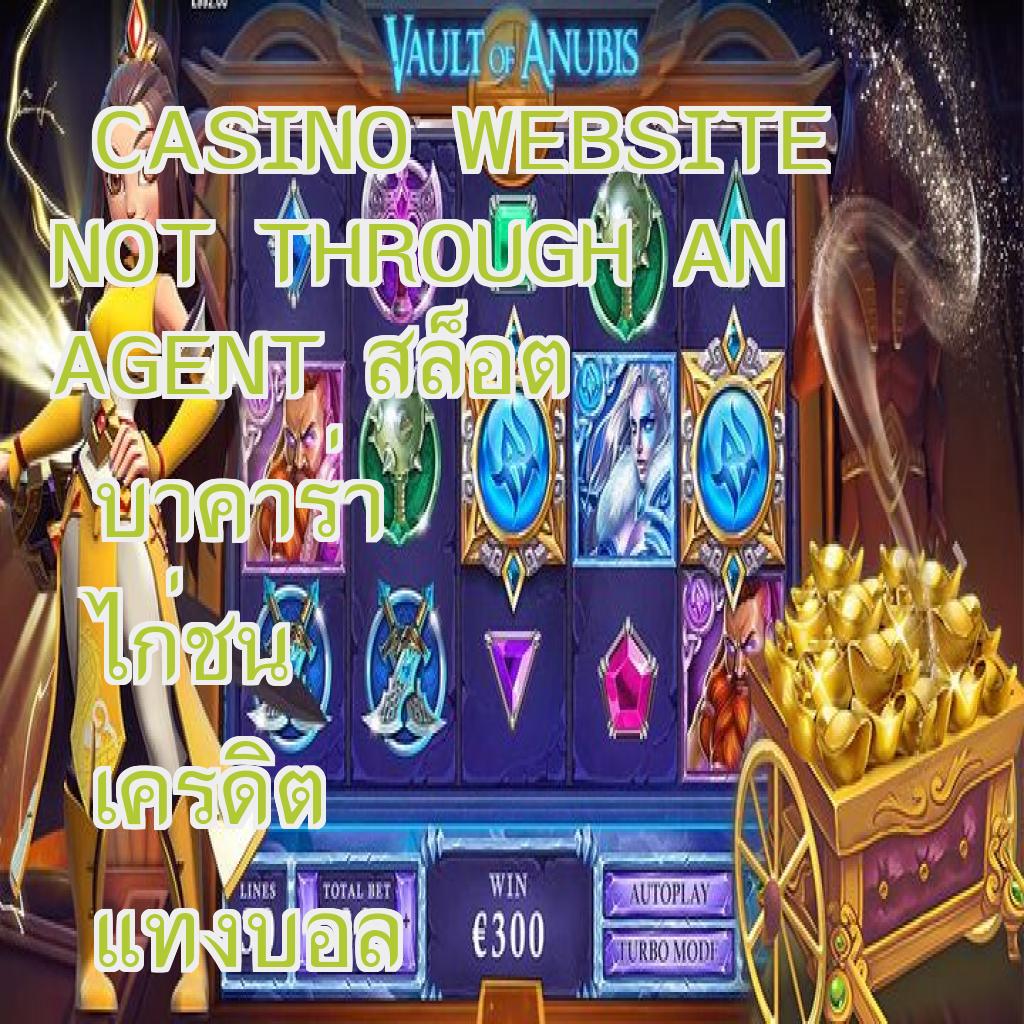 VAULT OF ANUBIS
CASINO WEBSITE
NOT THROUGH AN
AGENT สล็อต
บาคาร่า
ไก่ชน
เครดิต
แทงบอล
LINES
TOTAL BET
WIN
€300
AUTOPLAY
TURBO MODE